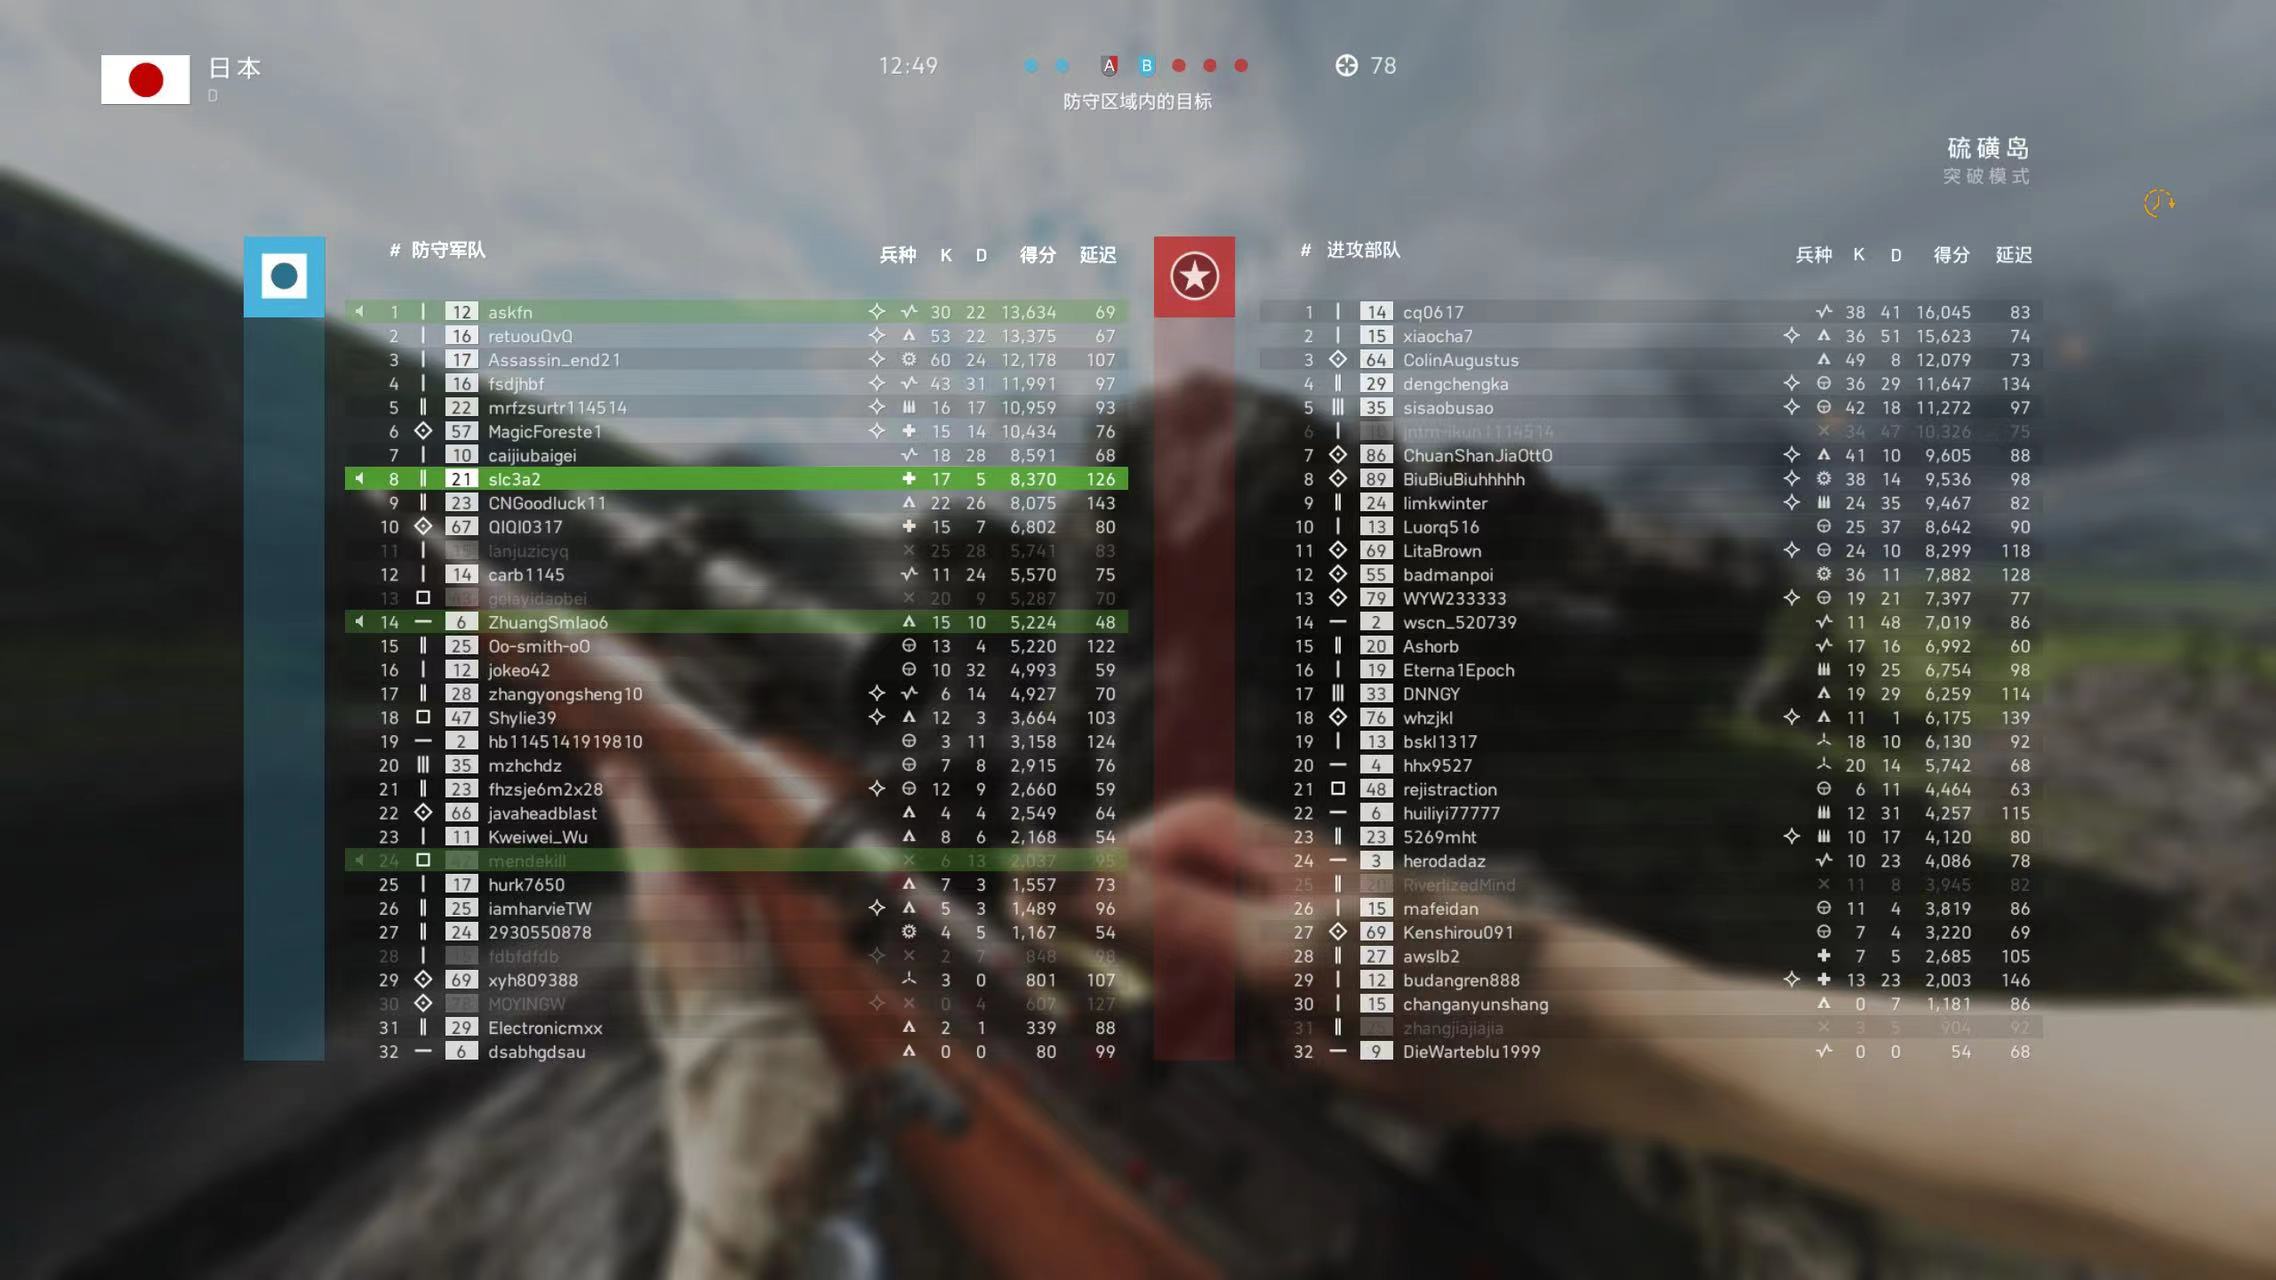 日本
D
12:49
A B
78
防守区域内的目标
硫磺岛
突破模式
# 防守军队 兵种 K D 得分 延迟
1 12 askfn 30 22 13,634 69
2 16 retuouQvQ 53 22 13,375 67
3 17 Assassin_end21 60 24 12,178 107
4 16 fsdjhbf 43 31 11,991 97
5 22 mrfzsurtr114514 16 17 10,959 93
6 57 MagicForeste1 15 14 10,434 76
7 10 caijiubaigei 18 28 8,591 68
8 21 slc3a2 17 5 8,370 126
9 23 CNGoodluck11 22 26 8,075 143
10 67 QIQI0317 15 7 6,802 80
11 lanjuzicyq 25 28 5,741 83
12 14 carb1145 11 24 5,570 75
13 geiayidaobei 20 9 5,287 70
14 6 ZhuangSmlao6 15 10 5,224 48
15 25 Oo-smith-oO 13 4 5,220 122
16 12 jokeo42 10 32 4,993 59
17 28 zhangyongsheng10 6 14 4,927 70
18 47 Shylie39 12 3 3,664 103
19 2 hb1145141919810 3 11 3,158 124
20 35 mzhchdz 7 8 2,915 76
21 23 fhzsje6m2x28 12 9 2,660 59
22 66 javaheadblast 4 4 2,549 64
23 11 Kweiwei_Wu 8 6 2,168 54
24 mendekill 6 13 2,037 95
25 17 hurk7650 7 3 1,557 73
26 25 iamharvieTW 5 3 1,489 96
27 24 2930550878 4 5 1,167 54
28 fdbfdfdb 2 7 848 98
29 69 xyh809388 3 0 801 107
30 78 MOYINGW 0 4 607 127
31 29 Electronicmxx 2 1 339 88
32 6 dsabhgdsau 0 0 80 99
# 进攻部队 兵种 K D 得分 延迟
1 14 cq0617 38 41 16,045 83
2 15 xiaocha7 36 51 15,623 74
3 64 ColinAugustus 49 8 12,079 73
4 29 dengchengka 36 29 11,647 134
5 35 sisaobusao 42 18 11,272 97
6 jntm-ikun1114514 34 47 10,326 75
7 86 ChuanShanJiaOttO 41 10 9,605 88
8 89 BiuBiuBiuhhhhh 38 14 9,536 98
9 24 limkwinter 24 35 9,467 82
10 13 Luorq516 25 37 8,642 90
11 69 LitaBrown 24 10 8,299 118
12 55 badmanpoi 36 11 7,882 128
13 79 WYW233333 19 21 7,397 77
14 2 wscn_520739 11 48 7,019 86
15 20 Ashorb 17 16 6,992 60
16 19 Eterna1Epoch 19 25 6,754 98
17 33 DNNGY 19 29 6,259 114
18 76 whzjkl 11 1 6,175 139
19 13 bskl1317 18 10 6,130 92
20 4 hhx9527 20 14 5,742 68
21 48 rejistraction 6 11 4,464 63
22 6 huiliyi77777 12 31 4,257 115
23 23 5269mht 10 17 4,120 80
24 3 herodadaz 10 23 4,086 78
25 RiverlizedMind 11 8 3,945 82
26 15 mafeidan 11 4 3,819 86
27 69 Kenshirou091 7 4 3,220 69
28 27 awslb2 7 5 2,685 105
29 12 budangren888 13 23 2,003 146
30 15 changanyunshang 0 7 1,181 86
31 zhangjiajiajia 3 5 904 92
32 9 DieWarteblu1999 0 0 54 68